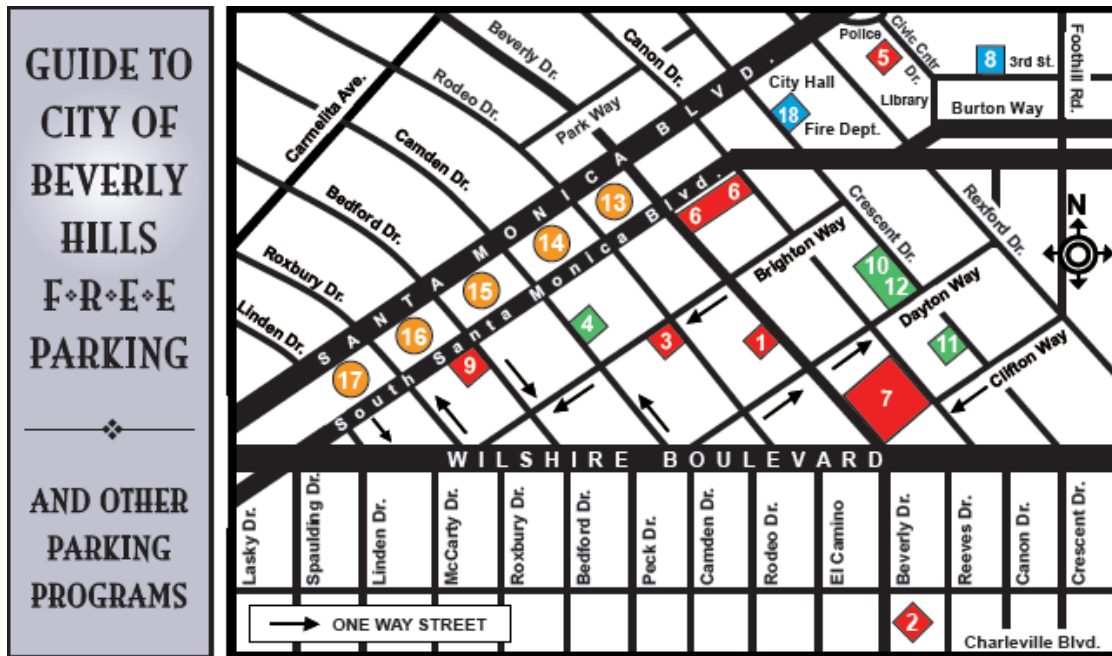 GUIDE TO
CITY OF
BEVERLY
HILLS
F❖R❖E❖E
PARKING
AND OTHER
PARKING
PROGRAMS
Carmelita Ave.
Beverly Dr.
Rodeo Dr.
Camden Dr.
Bedford Dr.
Roxbury Dr.
Linden Dr.
Canon Dr.
Park Way
SANTA MONICA BLVD.
South Santa Monica Blvd.
Police
5
Civic Cntr Dr.
8
3rd St.
Foothill Rd.
City Hall
18
Fire Dept.
Library
Burton Way
13
14
15
16
17
6
6
Brighton Way
Crescent Dr.
Rexford Dr.
N
10
12
Dayton Way
11
Clifton Way
4
3
1
9
7
WILSHIRE BOULEVARD
Lasky Dr.
Spaulding Dr.
Linden Dr.
McCarty Dr.
Roxbury Dr.
Bedford Dr.
Peck Dr.
Camden Dr.
Rodeo Dr.
El Camino
Beverly Dr.
Reeves Dr.
Canon Dr.
Crescent Dr.
2
ONE WAY STREET
Charleville Blvd.